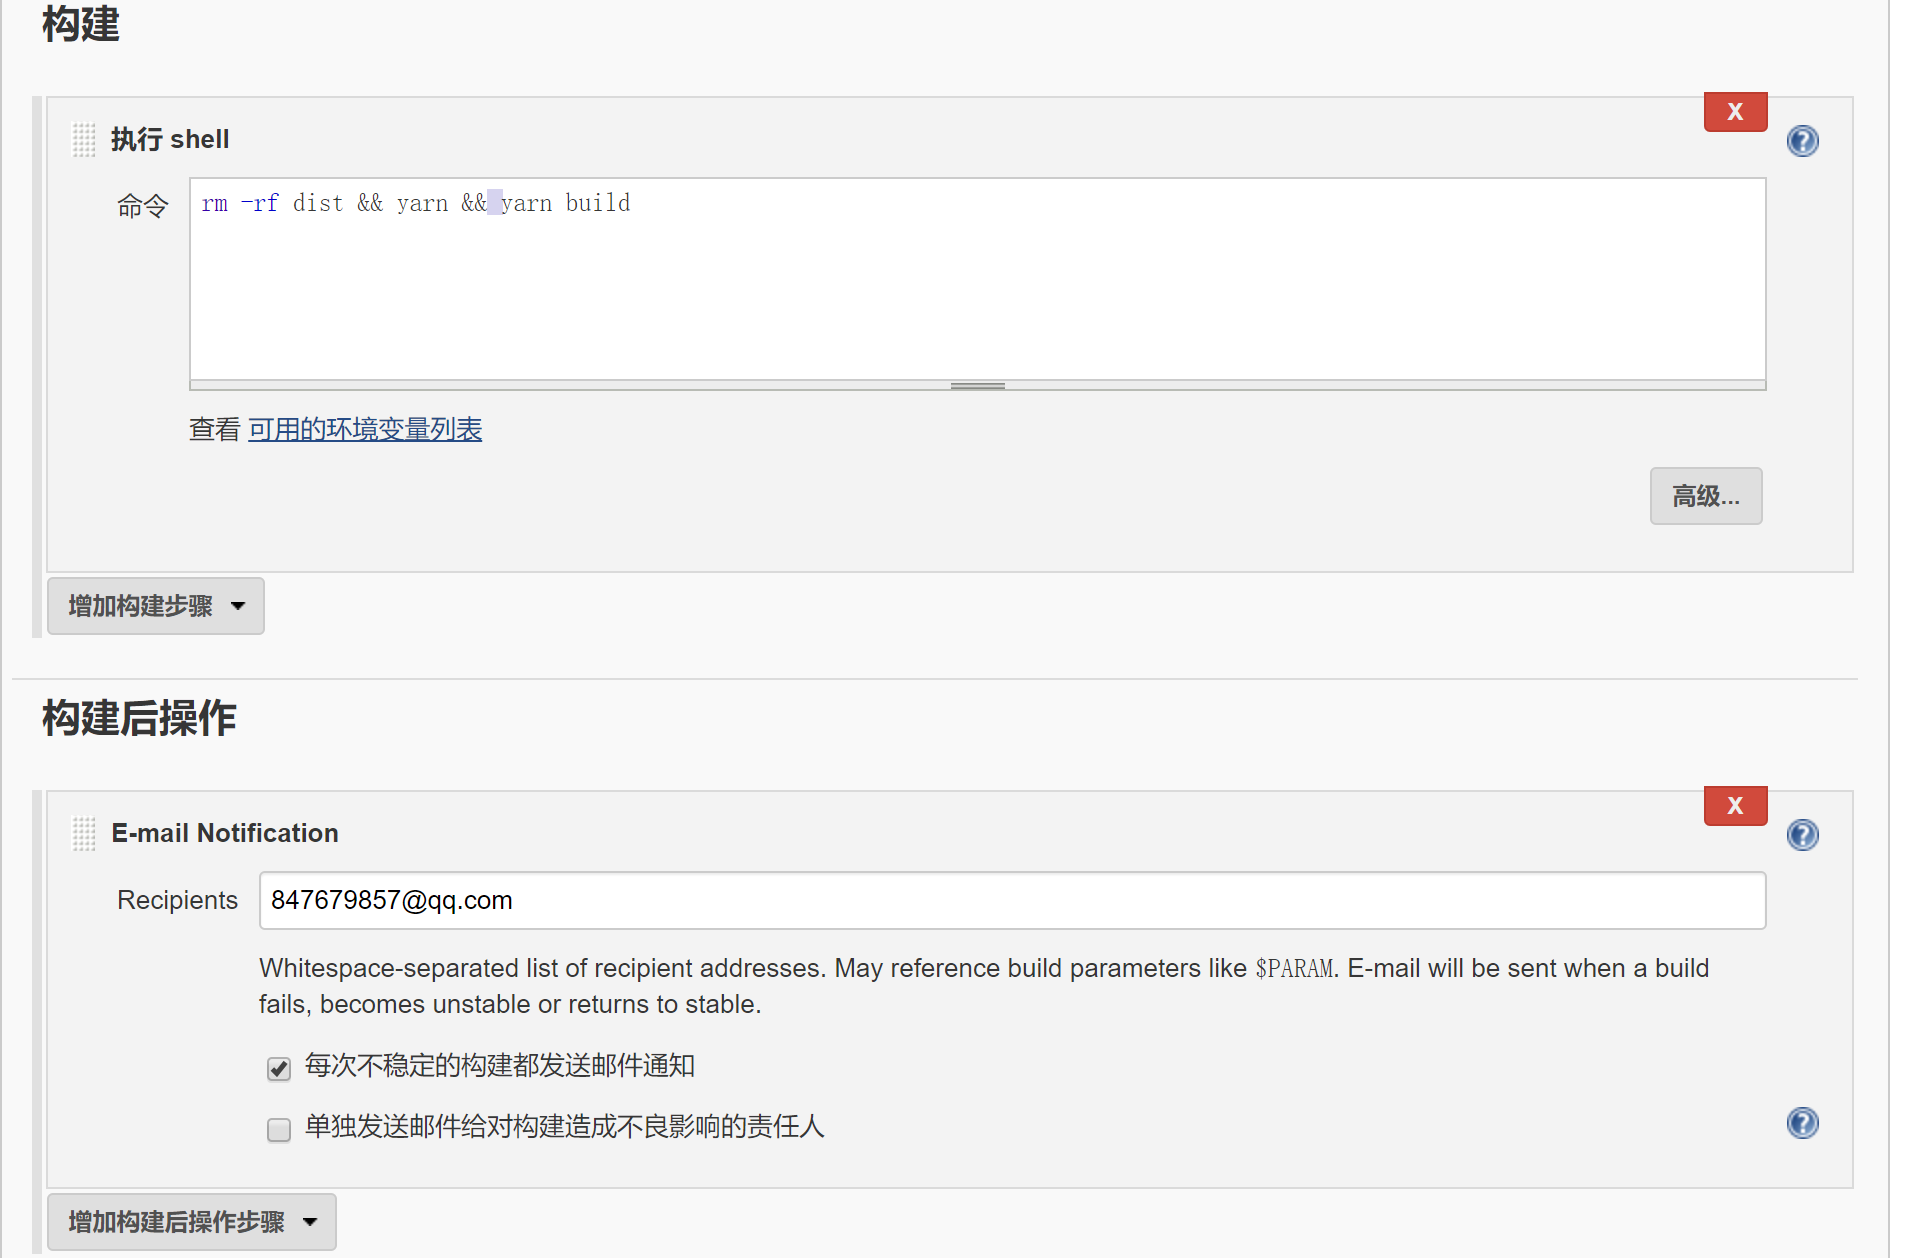 构建
X
执行 shell
命令
rm -rf dist && yarn && yarn build
查看 可用的环境变量列表
高级...
增加构建步骤
构建后操作
X
E-mail Notification
Recipients
847679857@qq.com
Whitespace-separated list of recipient addresses. May reference build parameters like $PARAM. E-mail will be sent when a build
fails, becomes unstable or returns to stable.
每次不稳定的构建都发送邮件通知
单独发送邮件给对构建造成不良影响的责任人
增加构建后操作步骤